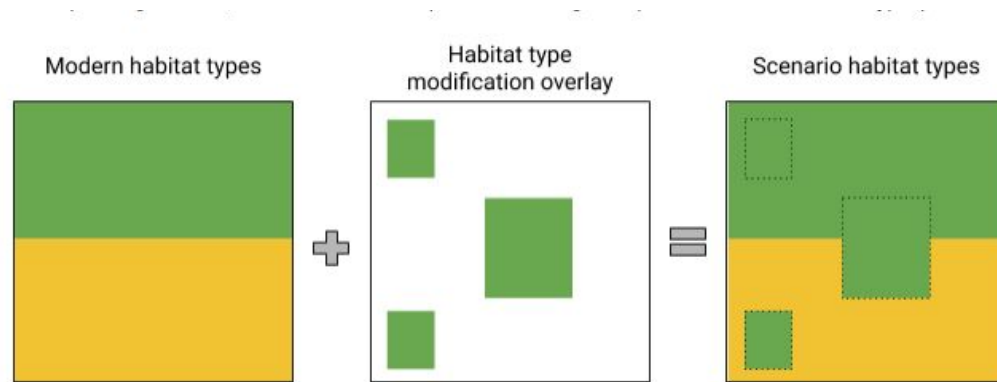 Modern habitat types
Habitat type
modification overlay
Scenario habitat types